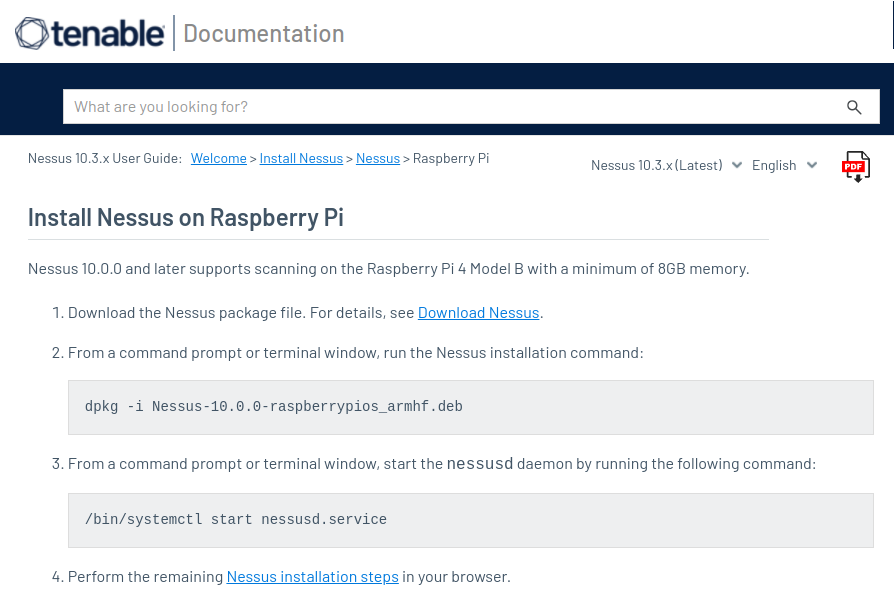 tenable Documentation
What are you looking for?
Nessus 10.3.x User Guide: Welcome > Install Nessus > Nessus > Raspberry Pi
Nessus 10.3.x (Latest) English
PDF
Install Nessus on Raspberry Pi
Nessus 10.0.0 and later supports scanning on the Raspberry Pi 4 Model B with a minimum of 8GB memory.
1. Download the Nessus package file. For details, see Download Nessus.
2. From a command prompt or terminal window, run the Nessus installation command:
dpkg -i Nessus-10.0.0-raspberrypios_armhf.deb
3. From a command prompt or terminal window, start the nessusd daemon by running the following command:
/bin/systemctl start nessusd.service
4. Perform the remaining Nessus installation steps in your browser.